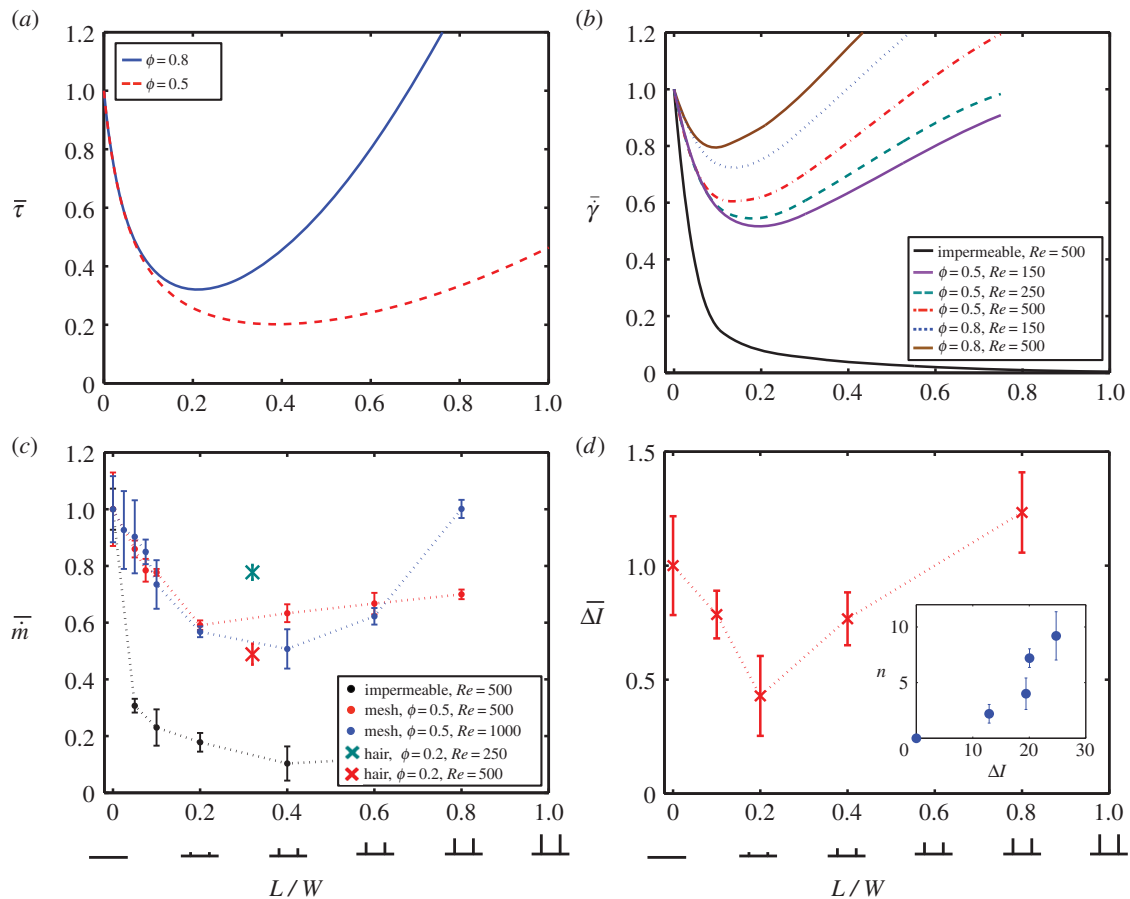 (a)
1.2
1.0
0.8
0.6
0.4
0.2
0
τ̄
ϕ = 0.8
ϕ = 0.5
0.2 0.4 0.6 0.8 1.0
(b)
1.2
1.0
0.8
0.6
0.4
0.2
0
γ̇̄
impermeable, Re = 500
ϕ = 0.5, Re = 150
ϕ = 0.5, Re = 250
ϕ = 0.5, Re = 500
ϕ = 0.8, Re = 150
ϕ = 0.8, Re = 500
0 0.2 0.4 0.6 0.8 1.0
(c)
1.2
1.0
0.8
0.6
0.4
0.2
0
ṁ̄
impermeable, Re = 500
mesh, ϕ = 0.5, Re = 500
mesh, ϕ = 0.5, Re = 1000
hair, ϕ = 0.2, Re = 250
hair, ϕ = 0.2, Re = 500
0 0.2 0.4 0.6 0.8 1.0
L / W
(d)
1.5
1.0
0.5
0
Δ̄Ī
10
5
0
n
10 20 30
ΔI
0 0.2 0.4 0.6 0.8 1.0
L / W